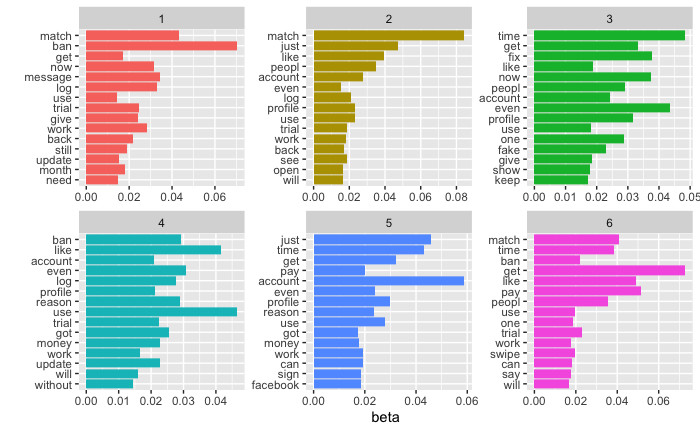 1
match
ban
get
now
message
log
use
trial
give
work
back
still
update
month
need
0.00 0.02 0.04 0.06
2
match
just
like
peopl
account
even
log
profile
use
trial
work
back
see
open
will
0.00 0.02 0.04 0.06 0.08
3
time
get
fix
like
now
peopl
account
even
profile
use
one
fake
give
show
keep
0.00 0.01 0.02 0.03 0.04 0.05
4
ban
like
account
even
log
profile
reason
use
trial
got
money
work
update
will
without
0.00 0.01 0.02 0.03 0.04
5
just
time
get
pay
account
even
profile
reason
use
got
money
work
can
sign
facebook
0.00 0.02 0.04 0.06
6
match
time
ban
get
like
pay
peopl
use
one
trial
work
swipe
can
say
will
0.00 0.02 0.04 0.06
beta